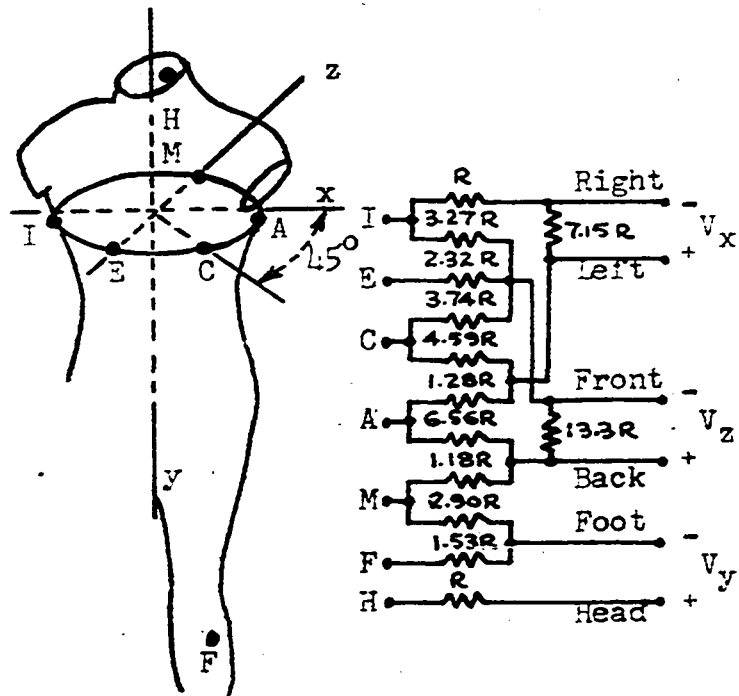 z
H
M
x
I
A
E
C
45°
y
F
R
Right
-
I
3.27R
7.15R
Vx
2.32R
+
E
Left
3.74R
C
4.59R
1.28R
Front
-
A
6.56R
13.3R
Vz
1.18R
+
Back
M
2.90R
Foot
-
1.53R
F
Vy
R
H
Head
+